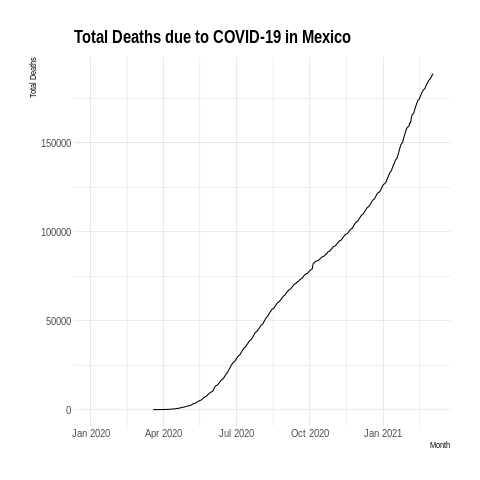 Total Deaths due to COVID-19 in Mexico
Total Deaths
150000
100000
50000
0
Jan 2020 Apr 2020 Jul 2020 Oct 2020 Jan 2021
Month